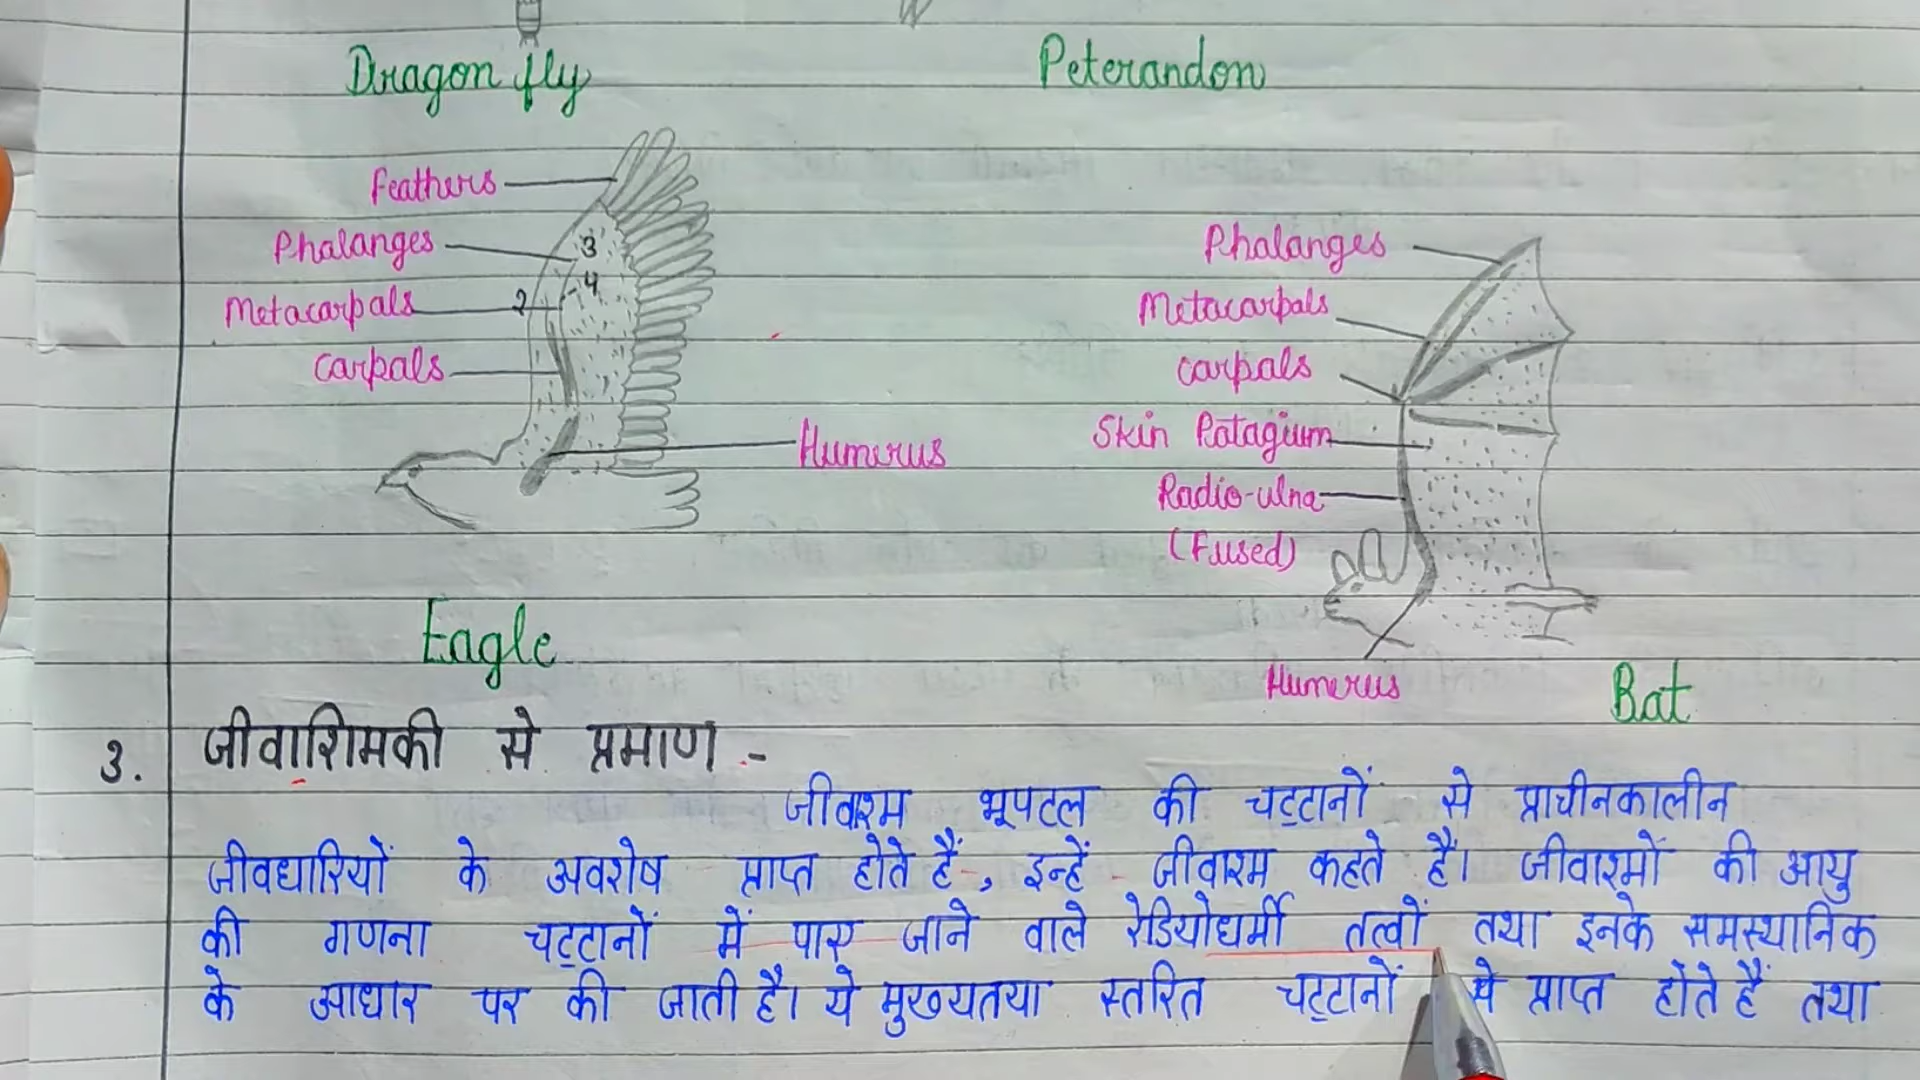 Dragon fly
Peterandon
Feathers
Phalanges
3
4
2
Metacarpals
Carpals
Humerus
Eagle
Phalanges
Metacarpals
Carpals
Skin Patagium
Radio-ulna
(Fused)
Humerus
Bat
3. जीवाशिमकी से प्रमाण :-
जीवाश्म भूपटल की चट्टानों से प्राचीनकालीन
जीवधारियों के अवशेष प्राप्त होते हैं, इन्हें जीवाश्म कहते हैं। जीवाश्मों की आयु
की गणना चट्टानों में पाए जाने वाले रेडियोधर्मी तत्वों तथा इनके समस्थानिक
के आधार पर की जाती है। ये मुख्यतया स्तरित चट्टानों से प्राप्त होते हैं तथा